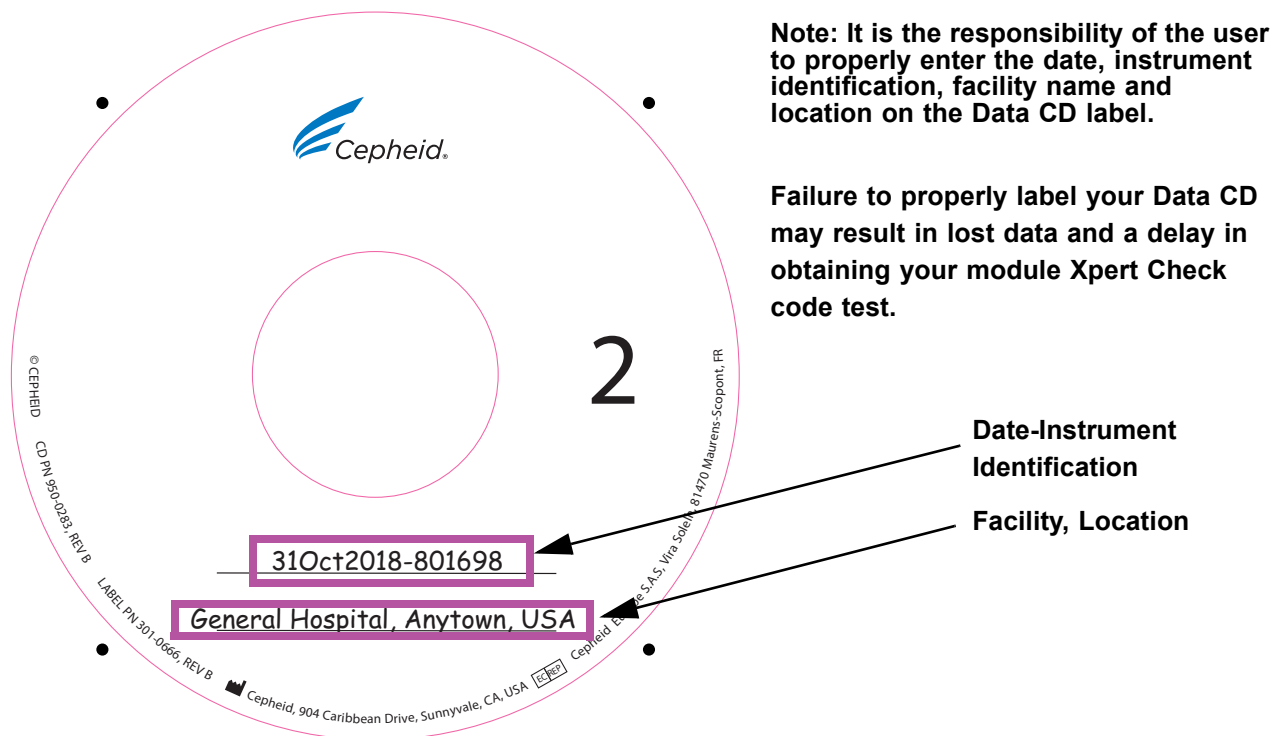 Note: It is the responsibility of the user
to properly enter the date, instrument
identification, facility name and
location on the Data CD label.
Failure to properly label your Data CD
may result in lost data and a delay in
obtaining your module Xpert Check
code test.
Cepheid®
2
Date-Instrument
Identification
Facility, Location
31Oct2018-801698
General Hospital, Anytown, USA
© CEPHEID CD PN 950-0283, REV B LABEL PN 301-0666, REV B Cepheid, 904 Caribbean Drive, Sunnyvale, CA, USA EC REP Cepheid S.A.S, Vira Solelh, 81470 Maurens-Scopont, FR